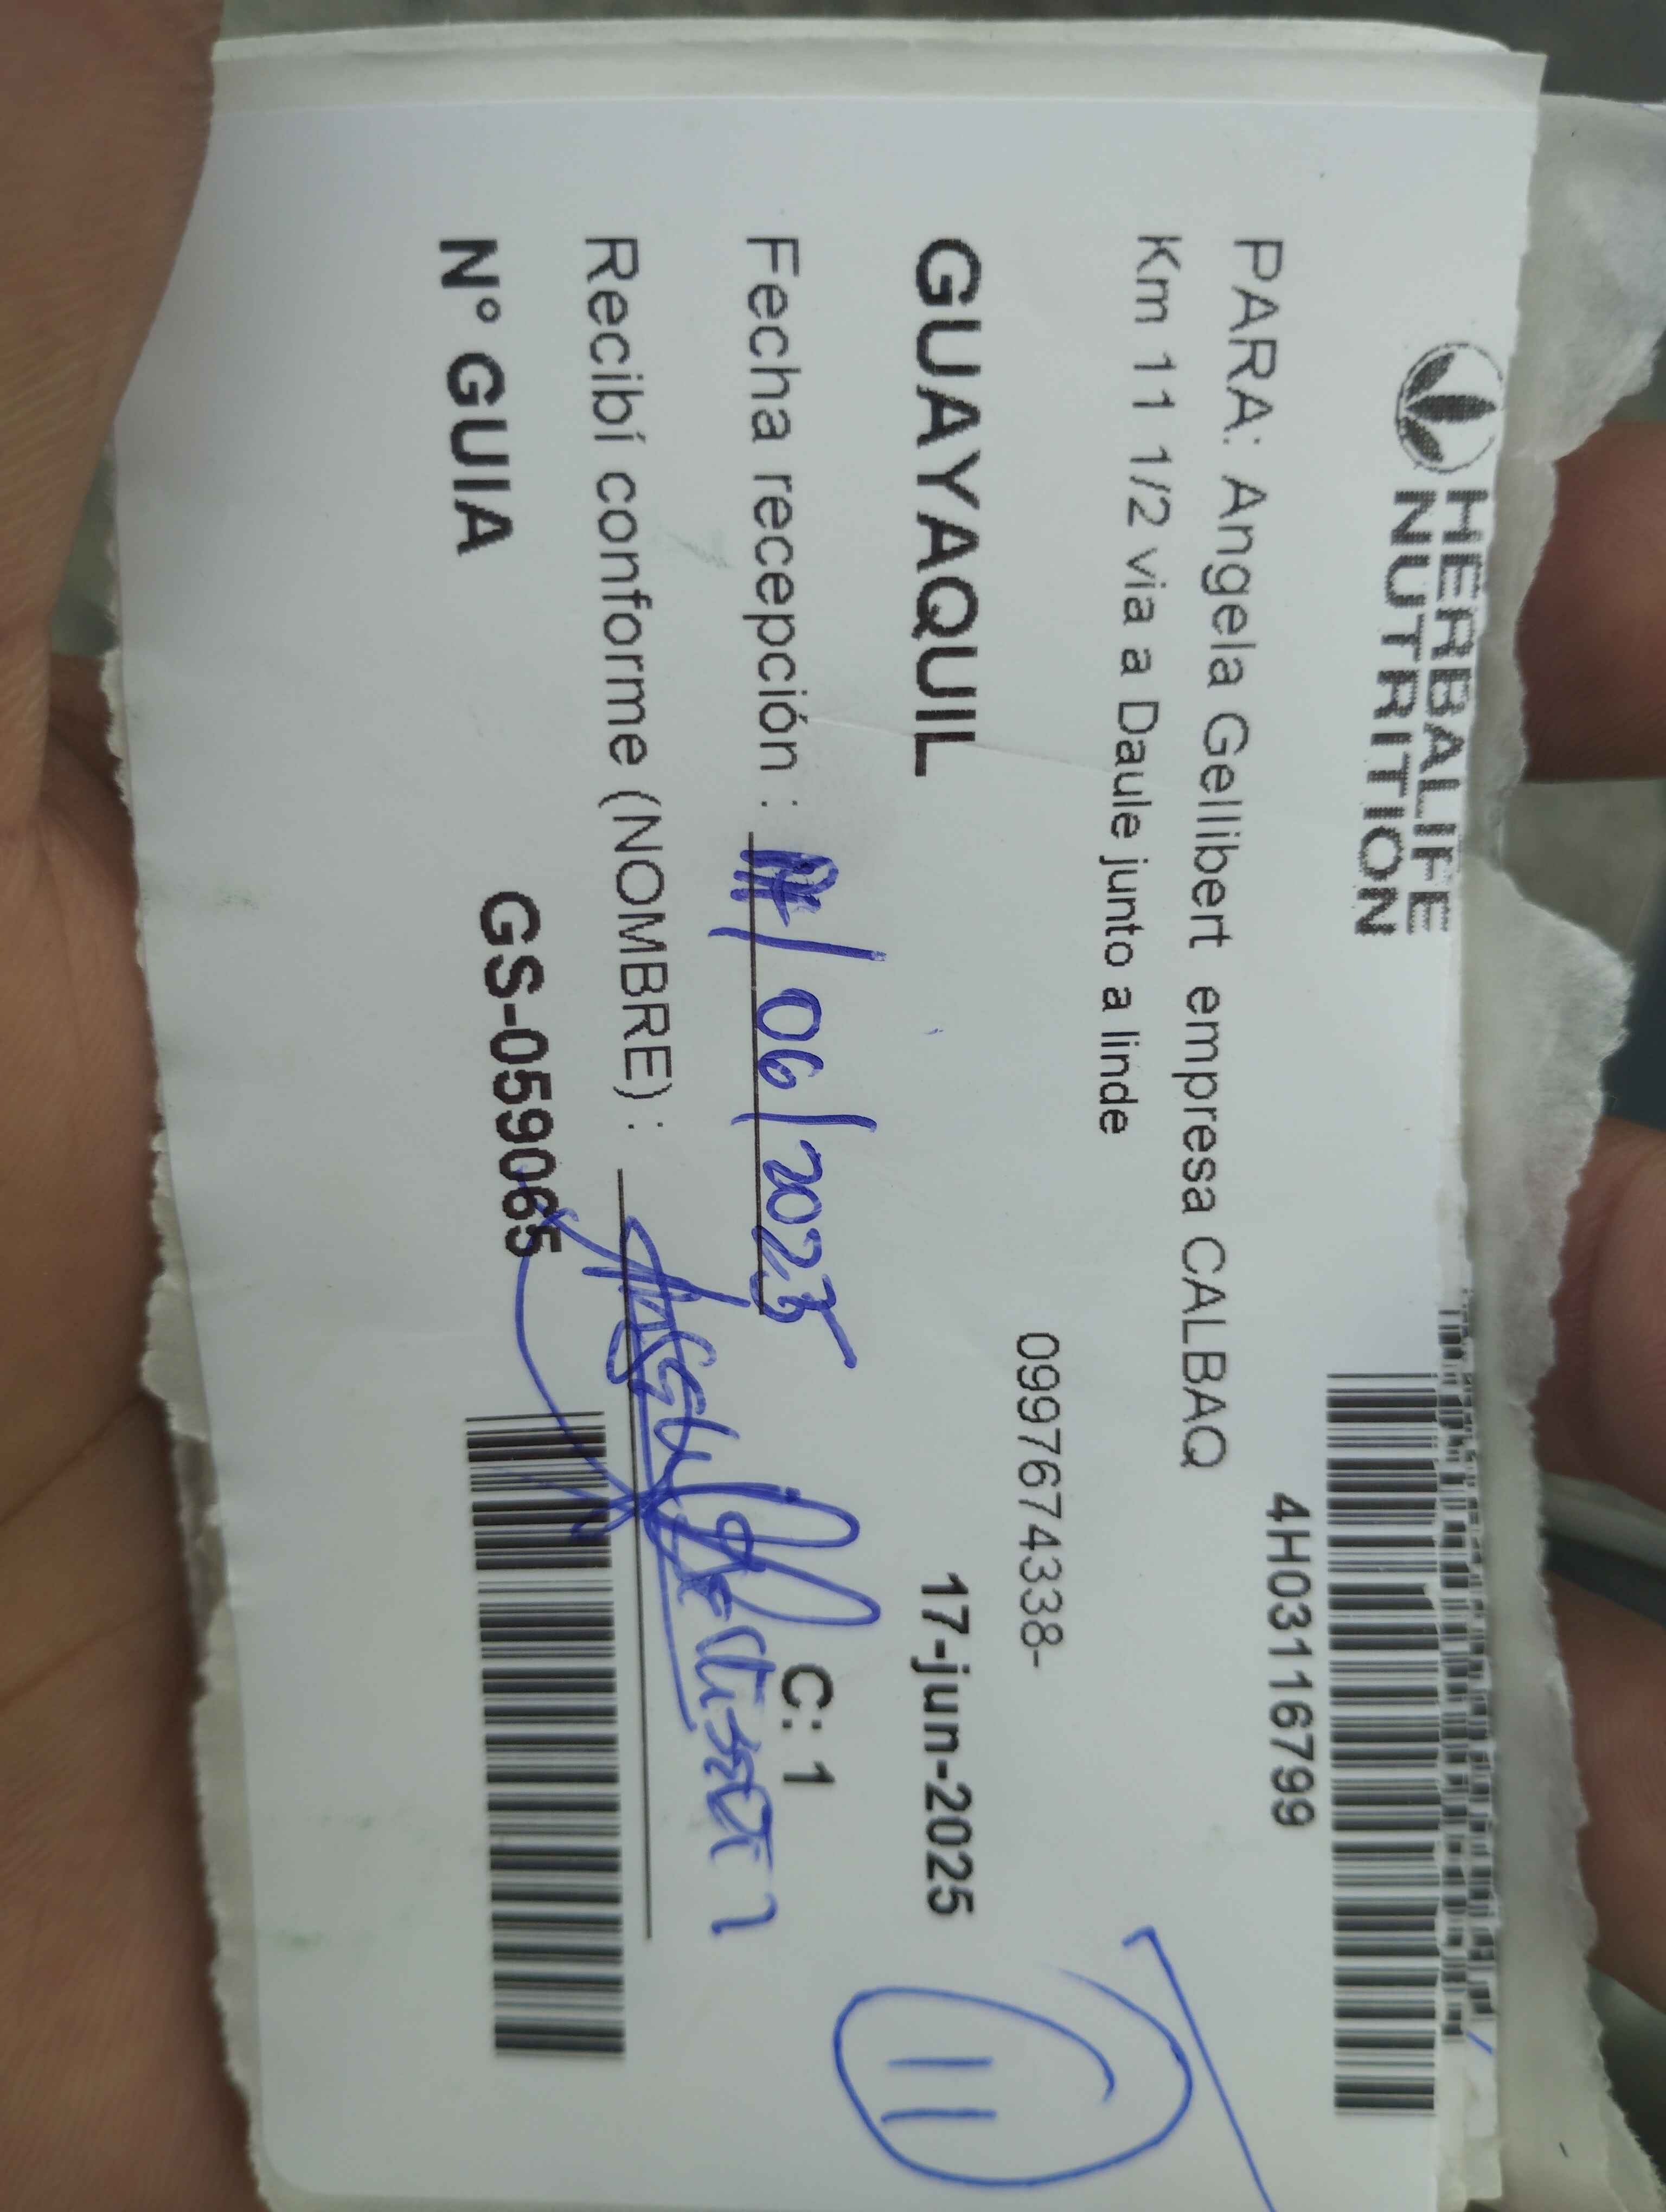 HERBALIFE
NUTRITION
4H03116799
PARA: Angela Gellibert empresa CALBAQ
Km 11 1/2 via a Daule junto a linde
0997674338-
GUAYAQUIL 17-jun-2025
Fecha recepción : / 06 / 2025 C: 1
Recibí conforme (NOMBRE) :
N° GUIA GS-059065
11